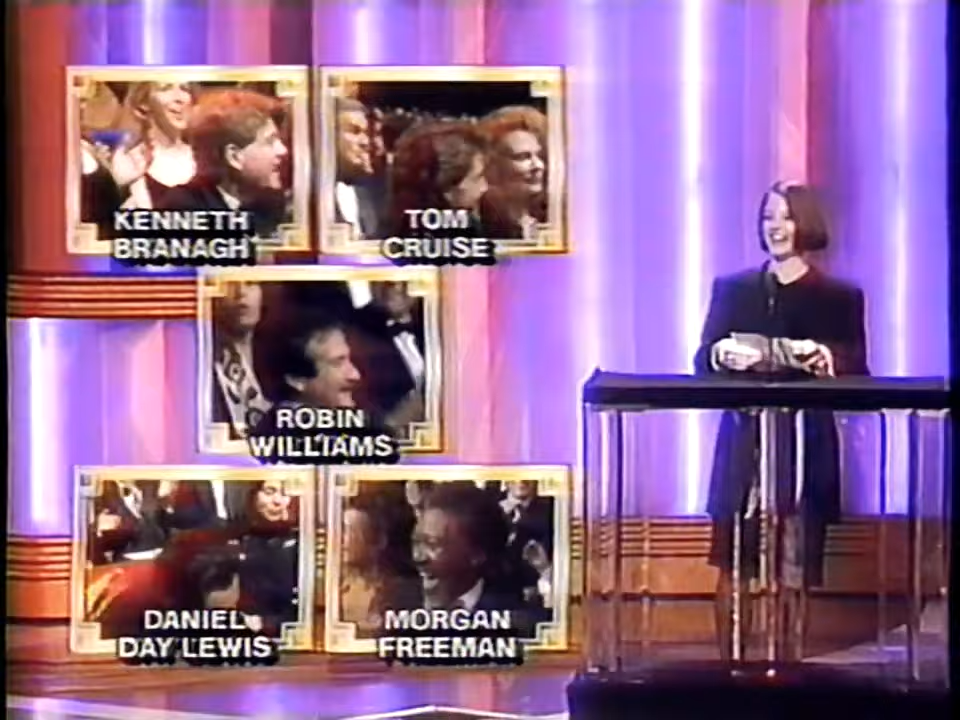 KENNETH
BRANAGH
TOM
CRUISE
ROBIN
WILLIAMS
DANIEL
DAY LEWIS
MORGAN
FREEMAN